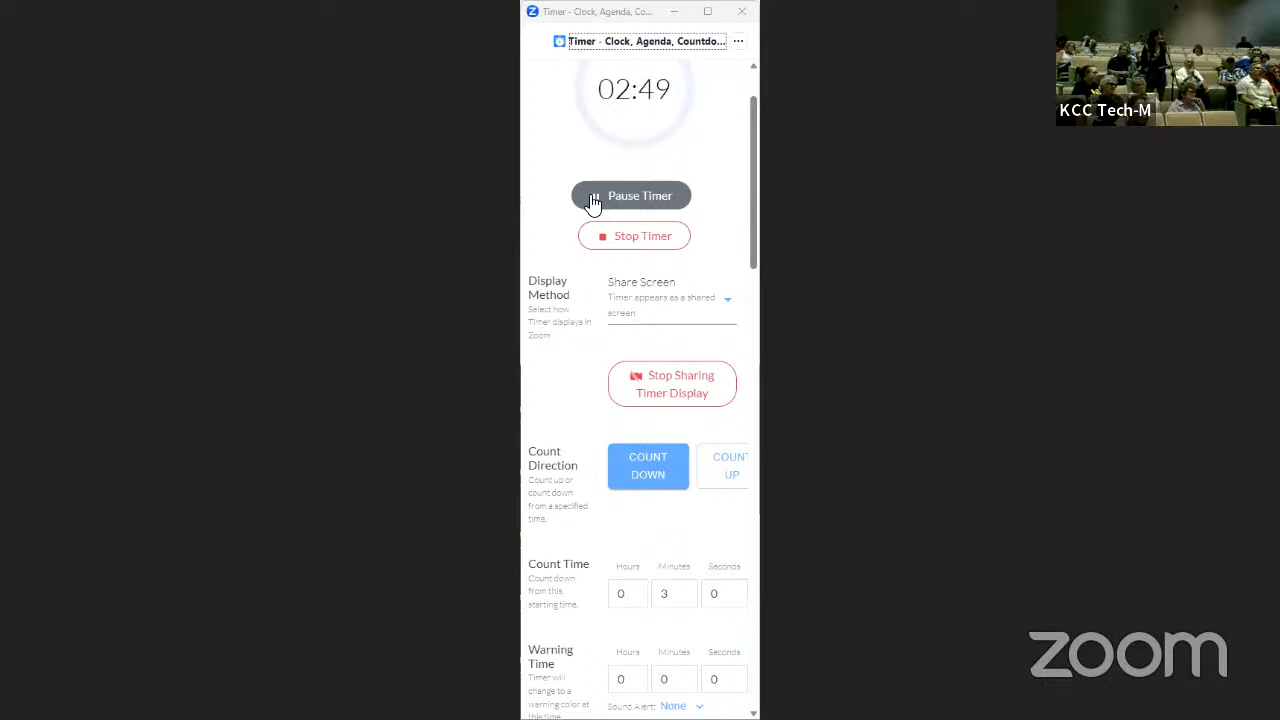 Timer - Clock, Agenda, Co...
Timer - Clock, Agenda, Countdo...
02:49
Pause Timer
Stop Timer
Display
Method
Select how
Timer displays in
Zoom
Share Screen
Timer appears as a shared
screen
Stop Sharing
Timer Display
Count
Direction
Count up or
count down
from a specified
time.
COUNT
DOWN
COUNT
UP
Count Time
Count down
from this
starting time.
Hours Minutes Seconds
0 3 0
Warning
Time
Timer will
change to a
warning color at
this time
Hours Minutes Seconds
0 0 0
Sound Alert: None
KCC Tech-M
zoom